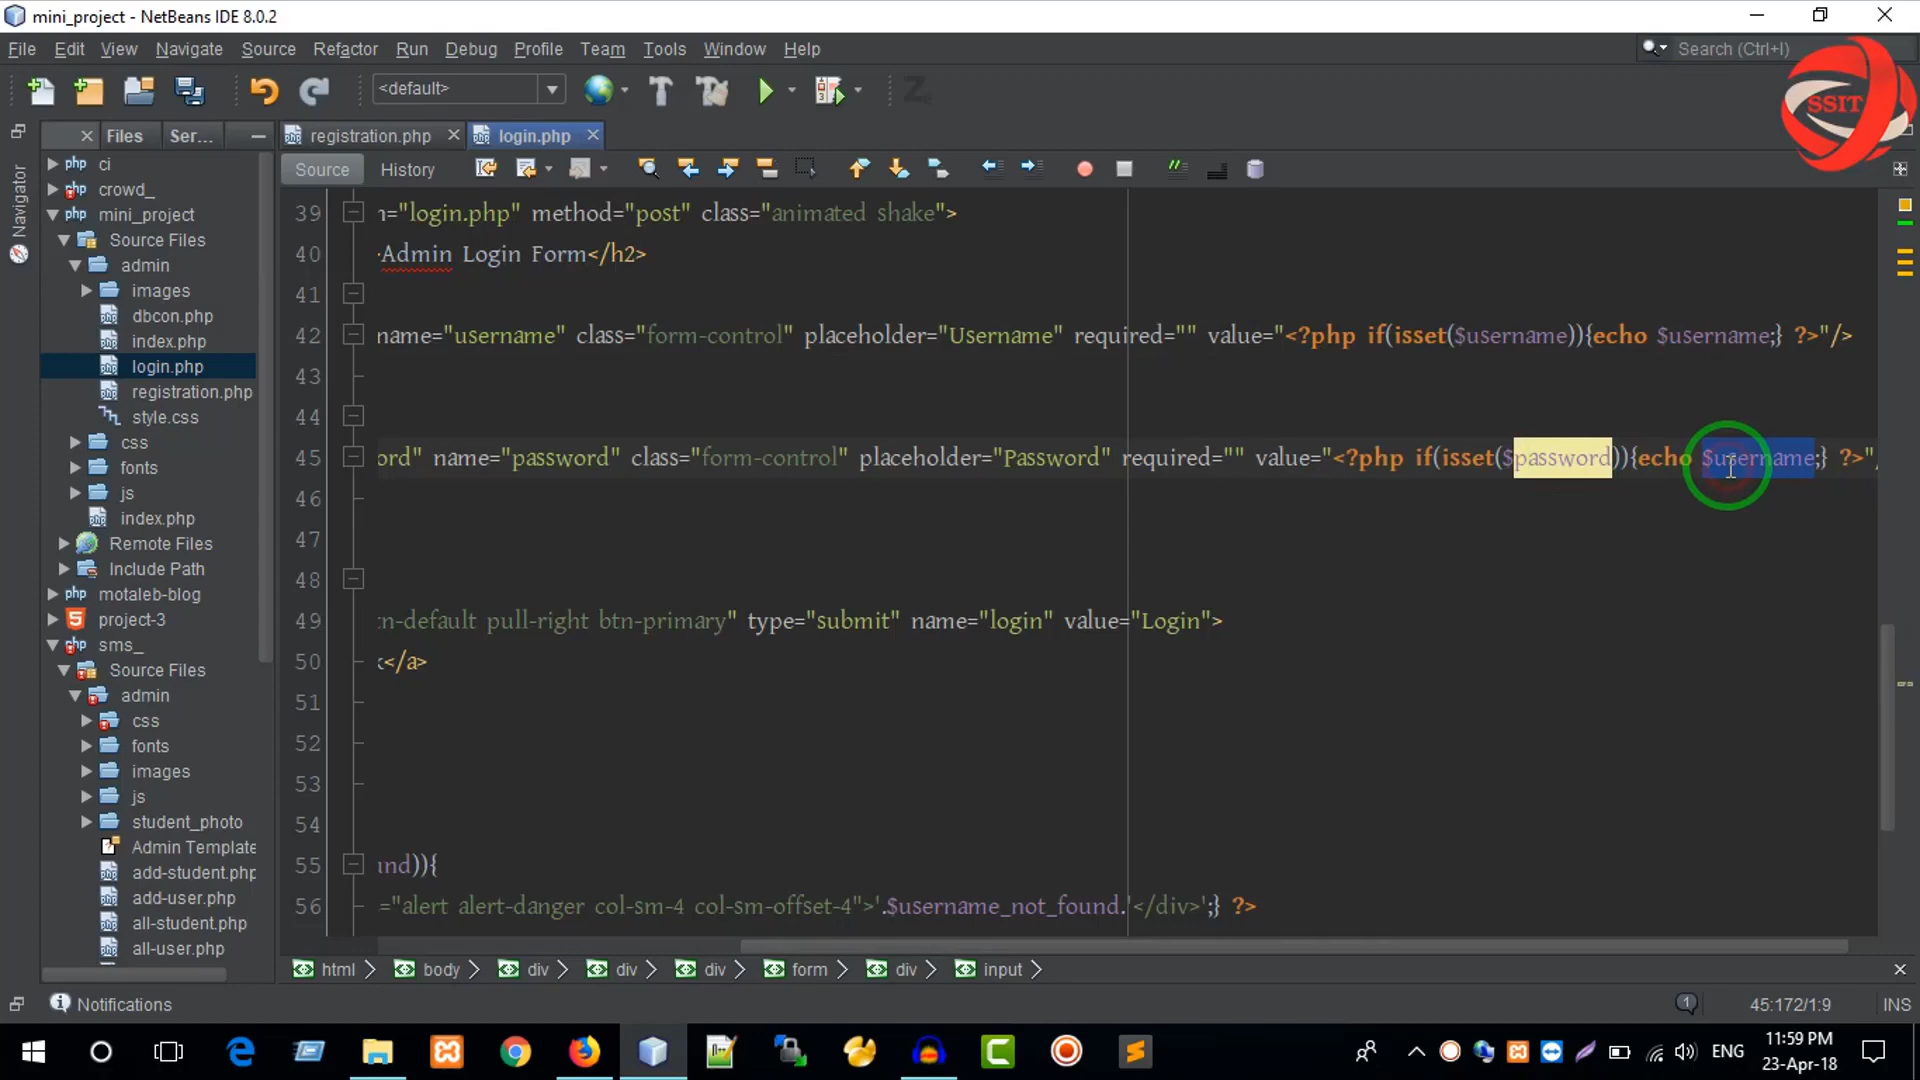 mini_project - NetBeans IDE 8.0.2
File Edit View Navigate Source Refactor Run Debug Profile Team Tools Window Help
Search (Ctrl+I)
<default>
SSIT
Files Ser...
registration.php login.php
Source History
Navigator
ci
crowd_
mini_project
Source Files
admin
images
dbcon.php
index.php
login.php
registration.php
style.css
css
fonts
js
index.php
Remote Files
Include Path
motaleb-blog
project-3
sms_
Source Files
admin
css
fonts
images
js
student_photo
Admin Template
add-student.php
add-user.php
all-student.php
all-user.php
39 n="login.php" method="post" class="animated shake">
40 >Admin Login Form</h2>
41
42 name="username" class="form-control" placeholder="Username" required="" value="<?php if(isset($username)){echo $username;} ?>"/>
43
44
45 ord" name="password" class="form-control" placeholder="Password" required="" value="<?php if(isset($password)){echo $username;} ?>"/
46
47
48
49 tn-default pull-right btn-primary" type="submit" name="login" value="Login">
50 k</a>
51
52
53
54
55 und)){
56 ="alert alert-danger col-sm-4 col-sm-offset-4">'.$username_not_found.'</div>';} ?>
html body div div div form div input
Notifications
1 45:172/1:9 INS
ENG
11:59 PM
23-Apr-18